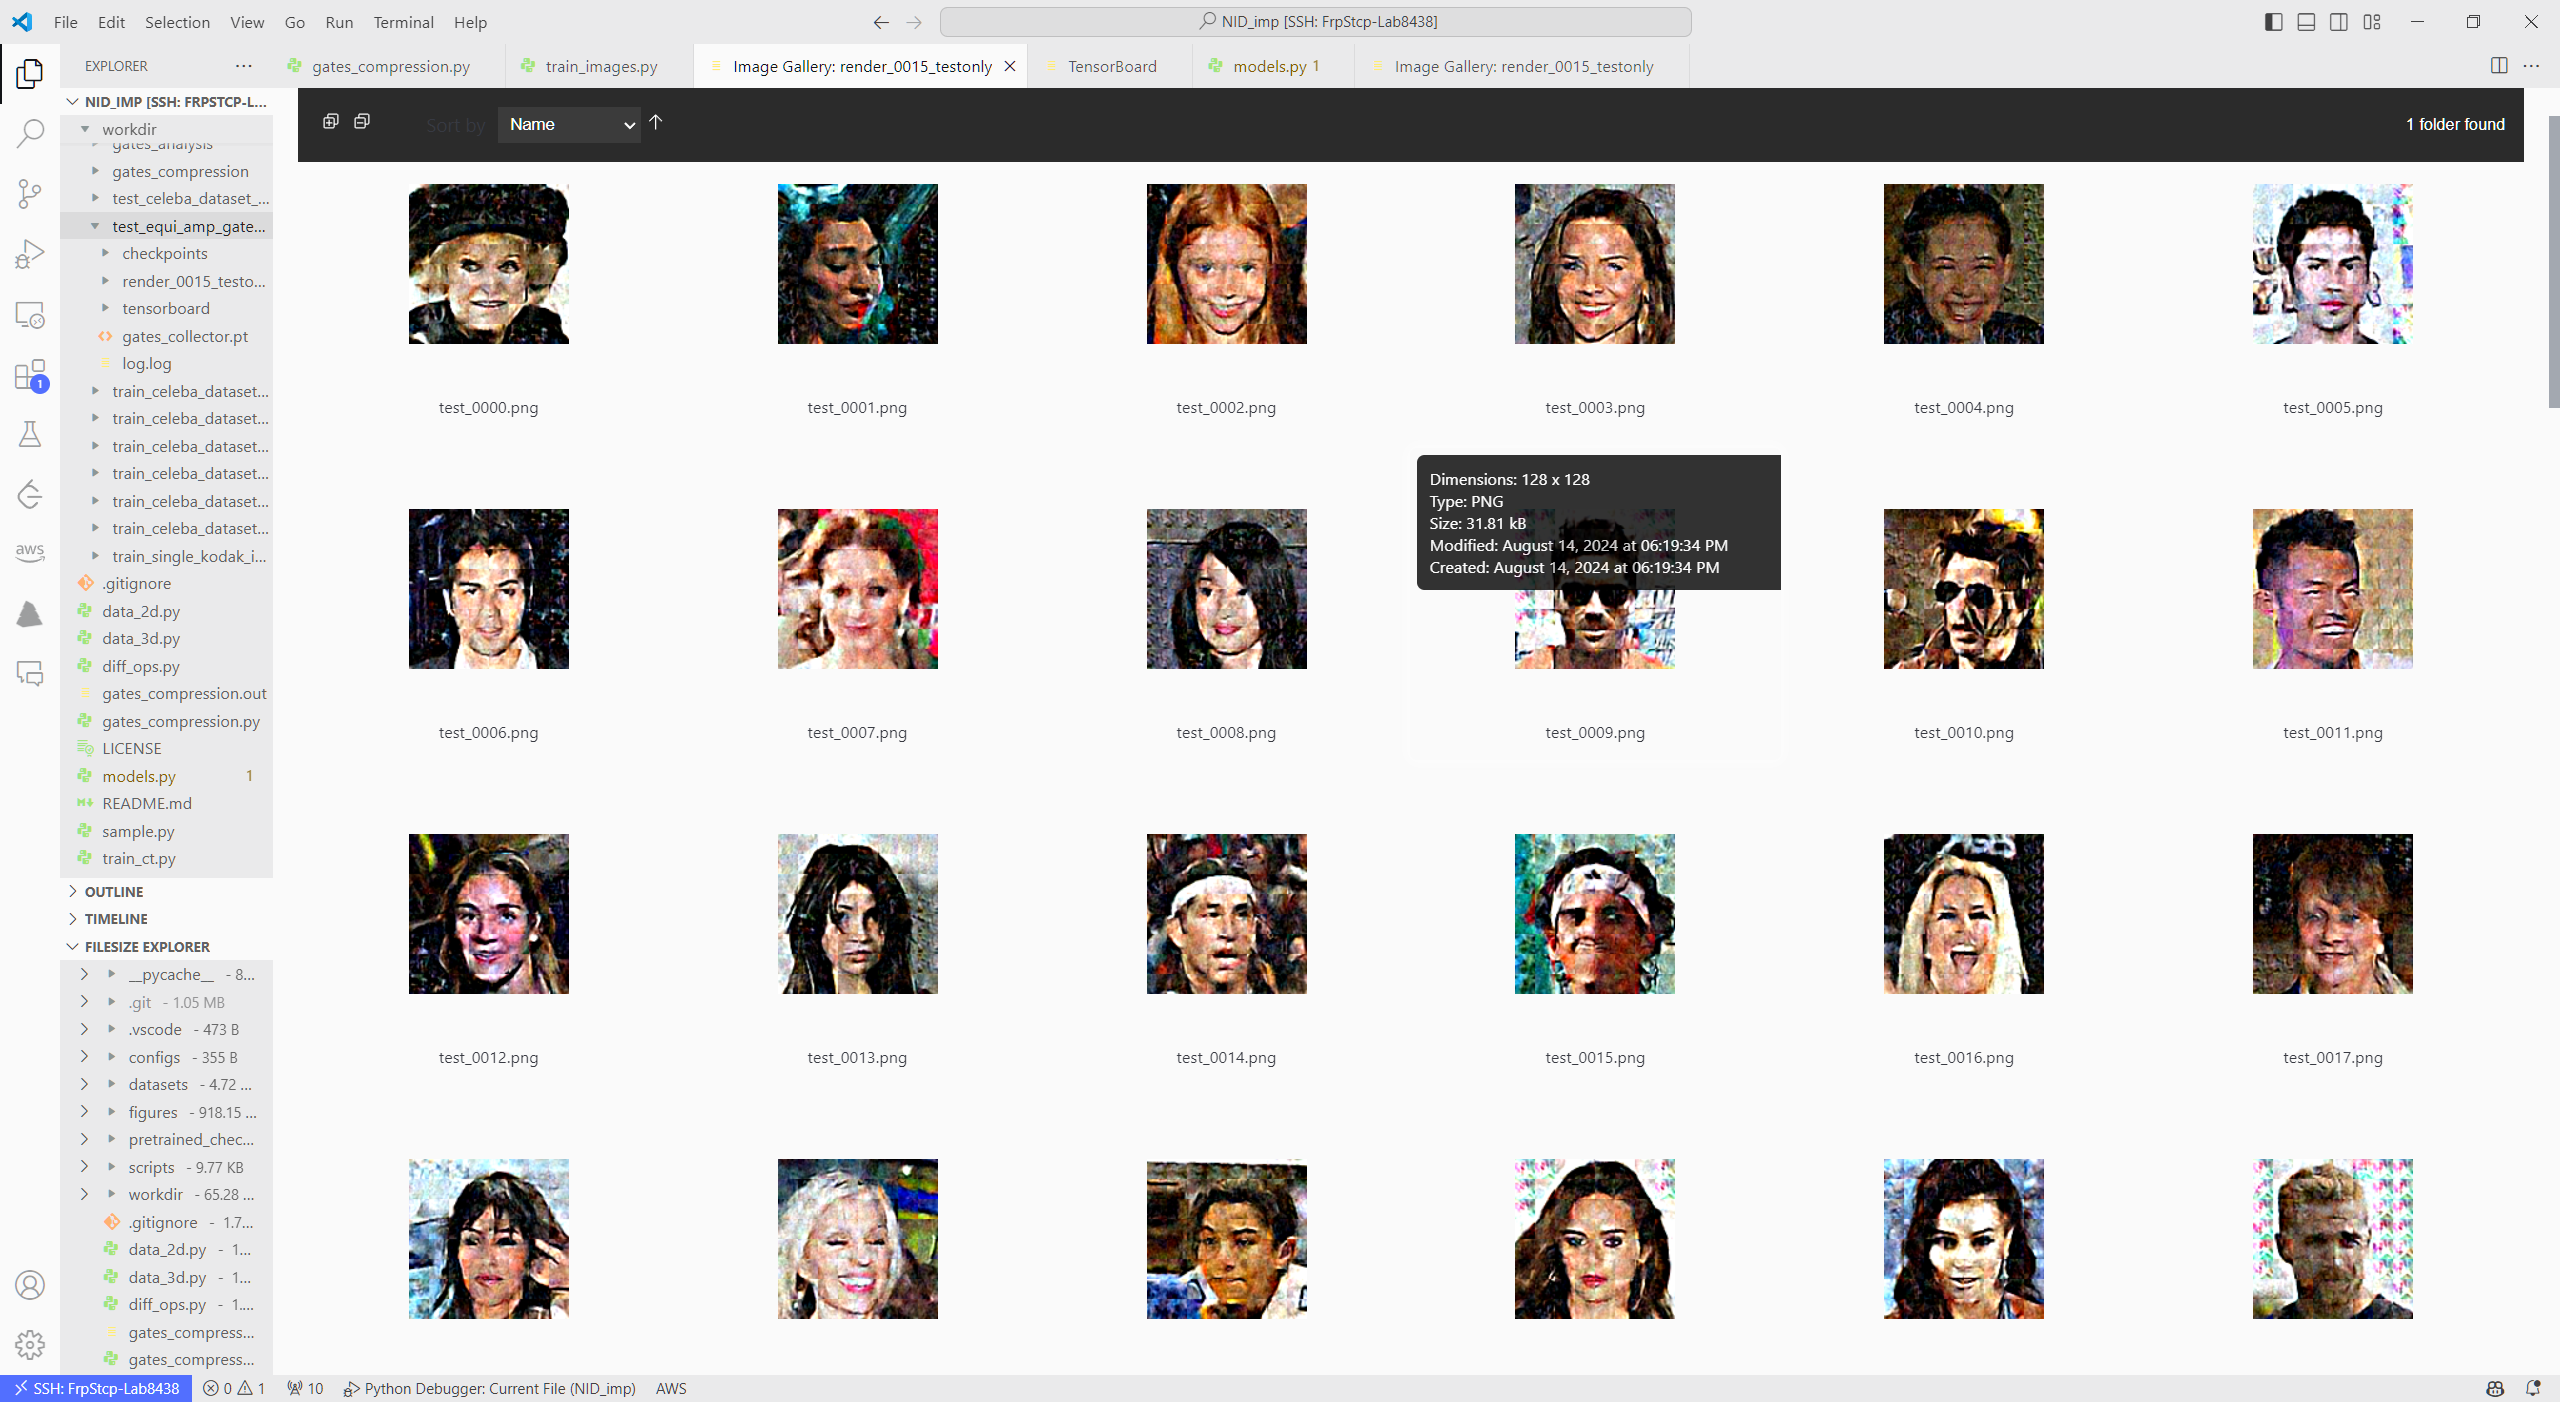 File Edit Selection View Go Run Terminal Help
NID_imp [SSH: FrpStcp-Lab8438]
EXPLORER ···
gates_compression.py
train_images.py
Image Gallery: render_0015_testonly
TensorBoard
models.py 1
Image Gallery: render_0015_testonly
NID_IMP [SSH: FRPSTCP-L...
workdir
gates_analysis
gates_compression
test_celeba_dataset_...
test_equi_amp_gate...
checkpoints
render_0015_testo...
tensorboard
gates_collector.pt
log.log
train_celeba_dataset...
train_celeba_dataset...
train_celeba_dataset...
train_celeba_dataset...
train_celeba_dataset...
train_celeba_dataset...
train_single_kodak_i...
.gitignore
data_2d.py
data_3d.py
diff_ops.py
gates_compression.out
gates_compression.py
LICENSE
models.py 1
README.md
sample.py
train_ct.py
OUTLINE
TIMELINE
FILESIZE EXPLORER
__pycache__ - 8...
.git - 1.05 MB
.vscode - 473 B
configs - 355 B
datasets - 4.72 ...
figures - 918.15 ...
pretrained_chec...
scripts - 9.77 KB
workdir - 65.28 ...
.gitignore - 1.7...
data_2d.py - 1...
data_3d.py - 1...
diff_ops.py - 1....
gates_compress...
gates_compress...
1
aws
Sort by Name
1 folder found
test_0000.png
test_0001.png
test_0002.png
test_0003.png
test_0004.png
test_0005.png
Dimensions: 128 x 128
Type: PNG
Size: 31.81 kB
Modified: August 14, 2024 at 06:19:34 PM
Created: August 14, 2024 at 06:19:34 PM
test_0006.png
test_0007.png
test_0008.png
test_0009.png
test_0010.png
test_0011.png
test_0012.png
test_0013.png
test_0014.png
test_0015.png
test_0016.png
test_0017.png
SSH: FrpStcp-Lab8438 0 1 10 Python Debugger: Current File (NID_imp) AWS